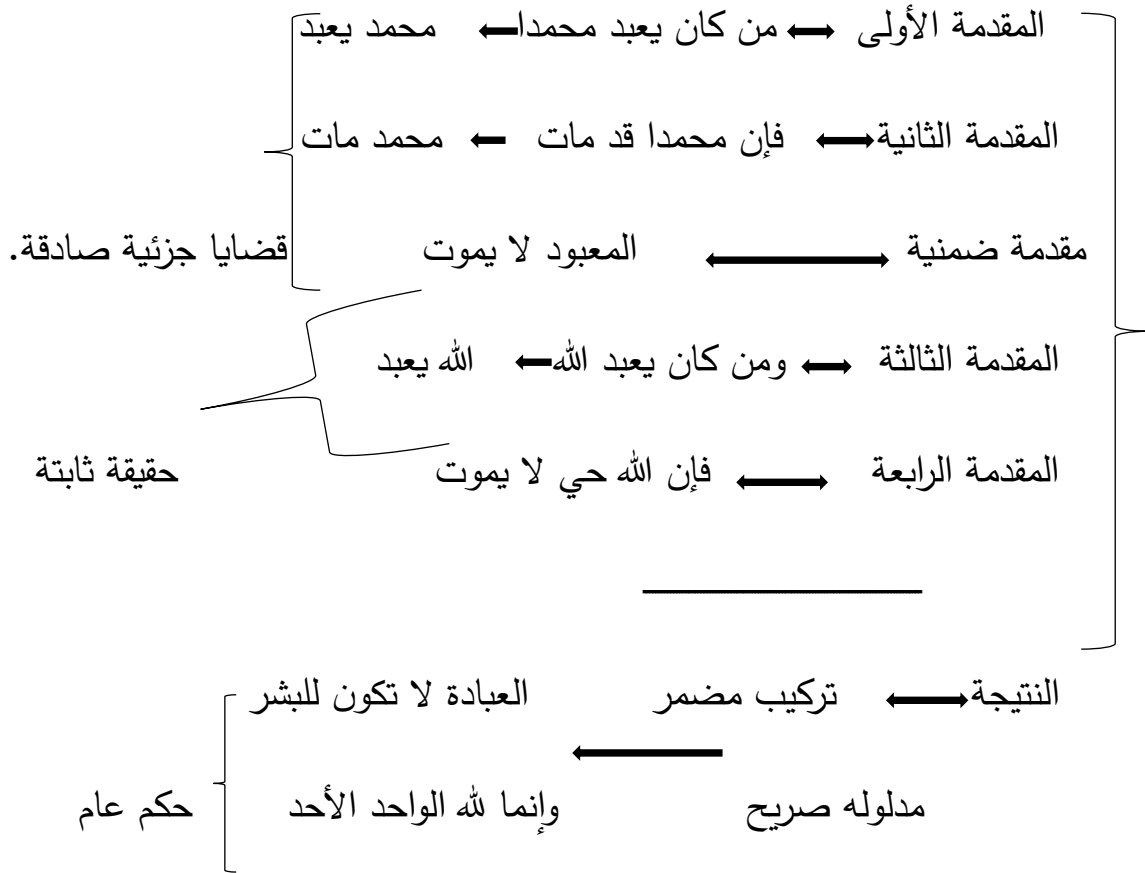 المقدمة الأولى من كان يعبد محمدا محمد يعبد
المقدمة الثانية فإن محمدا قد مات محمد مات
مقدمة ضمنية المعبود لا يموت قضايا جزئية صادقة.
المقدمة الثالثة ومن كان يعبد الله الله يعبد
المقدمة الرابعة فإن الله حي لا يموت حقيقة ثابتة
النتيجة تركيب مضمر العبادة لا تكون للبشر
مدلوله صريح وإنما لله الواحد الأحد حكم عام